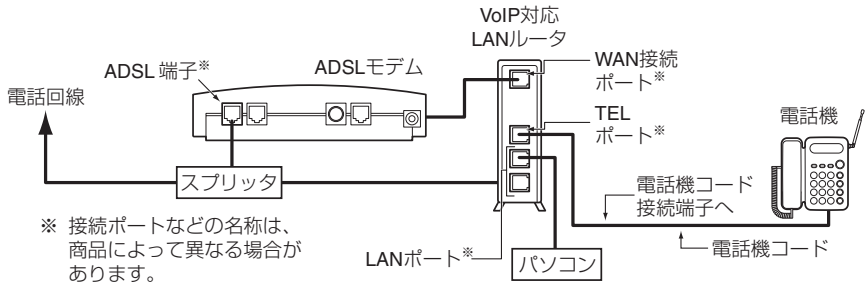 VoIP対応
LANルータ
WAN接続
ポート※
ADSL 端子※
ADSLモデム
電話回線
TEL
ポート※
電話機
スプリッタ
電話機コード
接続端子へ
※ 接続ポートなどの名称は、
商品によって異なる場合が
あります。
LANポート※
パソコン
電話機コード